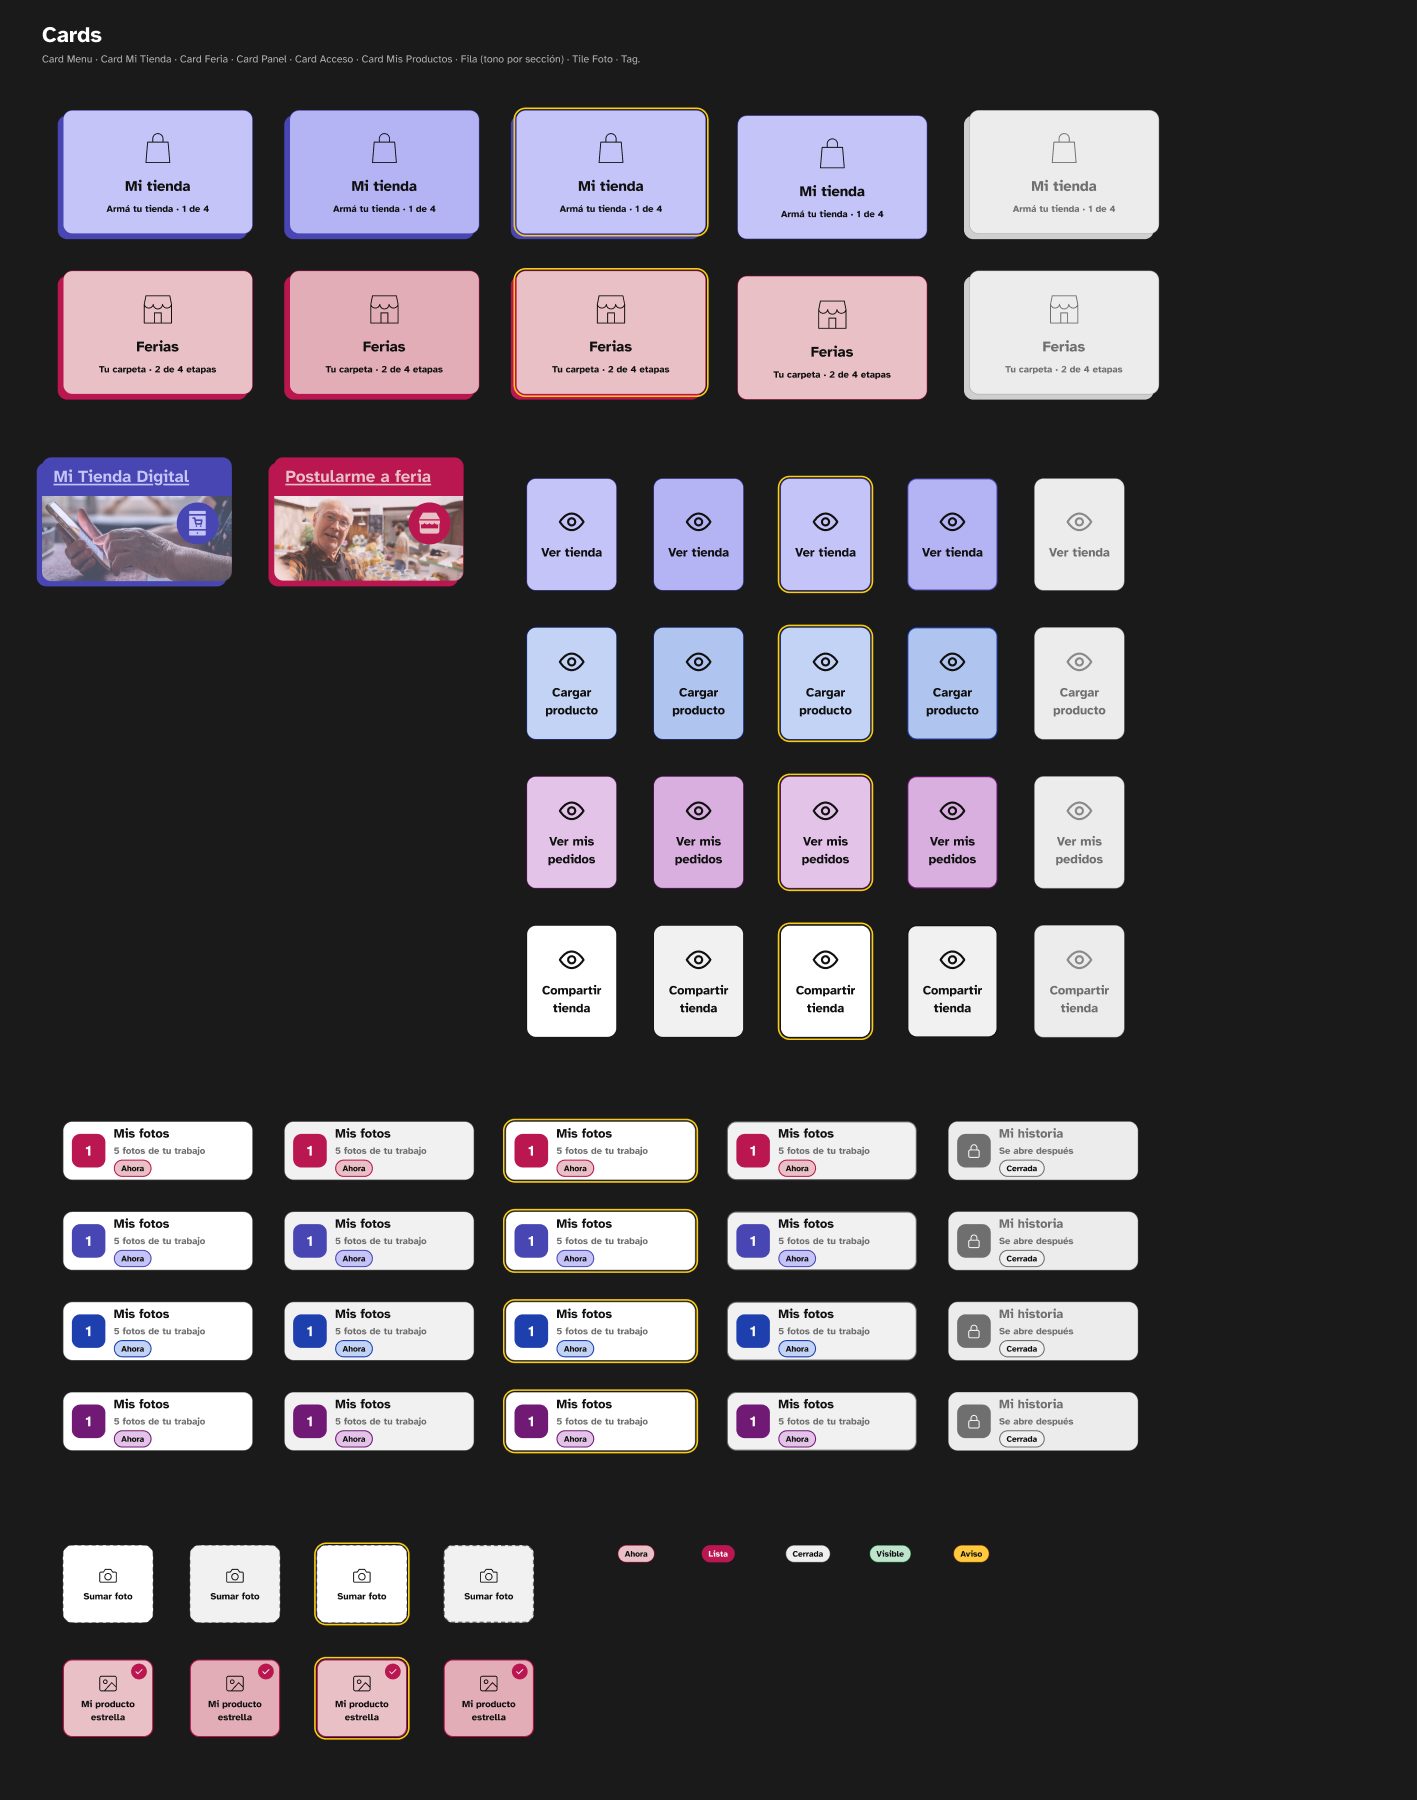 Cards
Card Menu · Card Mi Tienda · Card Feria · Card Panel · Card Acceso · Card Mis Productos · Fila (tono por sección) · Tile Foto · Tag.
Mi tienda Mi tienda Mi tienda Mi tienda Mi tienda
Armá tu tienda · 1 de 4 Armá tu tienda · 1 de 4 Armá tu tienda · 1 de 4 Armá tu tienda · 1 de 4 Armá tu tienda · 1 de 4
Ferias Ferias Ferias Ferias Ferias
Tu carpeta · 2 de 4 etapas Tu carpeta · 2 de 4 etapas Tu carpeta · 2 de 4 etapas Tu carpeta · 2 de 4 etapas Tu carpeta · 2 de 4 etapas
Mi Tienda Digital Postularme a feria
Ver tienda Ver tienda Ver tienda Ver tienda Ver tienda
Cargar Cargar Cargar Cargar Cargar
producto producto producto producto producto
Ver mis Ver mis Ver mis Ver mis Ver mis
pedidos pedidos pedidos pedidos pedidos
Compartir Compartir Compartir Compartir Compartir
tienda tienda tienda tienda tienda
Mis fotos Mis fotos Mis fotos Mis fotos Mi historia
1 5 fotos de tu trabajo 1 5 fotos de tu trabajo 1 5 fotos de tu trabajo 1 5 fotos de tu trabajo Se abre después
Ahora Ahora Ahora Ahora Cerrada
Mis fotos Mis fotos Mis fotos Mis fotos Mi historia
1 5 fotos de tu trabajo 1 5 fotos de tu trabajo 1 5 fotos de tu trabajo 1 5 fotos de tu trabajo Se abre después
Ahora Ahora Ahora Ahora Cerrada
Mis fotos Mis fotos Mis fotos Mis fotos Mi historia
1 5 fotos de tu trabajo 1 5 fotos de tu trabajo 1 5 fotos de tu trabajo 1 5 fotos de tu trabajo Se abre después
Ahora Ahora Ahora Ahora Cerrada
Mis fotos Mis fotos Mis fotos Mis fotos Mi historia
1 5 fotos de tu trabajo 1 5 fotos de tu trabajo 1 5 fotos de tu trabajo 1 5 fotos de tu trabajo Se abre después
Ahora Ahora Ahora Ahora Cerrada
Ahora Lista Cerrada Visible Aviso
Sumar foto Sumar foto Sumar foto Sumar foto
Mi producto Mi producto Mi producto Mi producto
estrella estrella estrella estrella